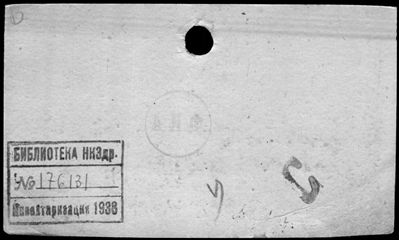 БИБЛИОТЕКА НКЗдр.
№ 176131
Инвентаризация 1938